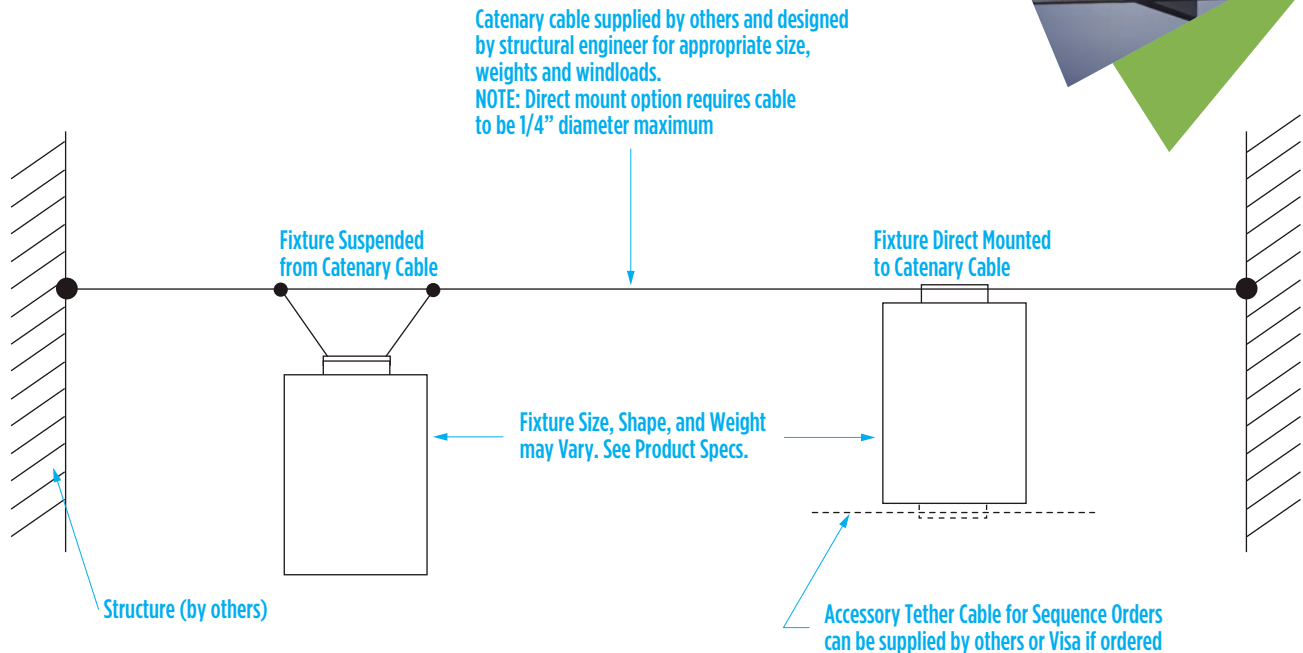 Catenary cable supplied by others and designed
by structural engineer for appropriate size,
weights and windloads.
NOTE: Direct mount option requires cable
to be 1/4” diameter maximum
Fixture Suspended
from Catenary Cable
Fixture Direct Mounted
to Catenary Cable
Fixture Size, Shape, and Weight
may Vary. See Product Specs.
Structure (by others)
Accessory Tether Cable for Sequence Orders
can be supplied by others or Visa if ordered